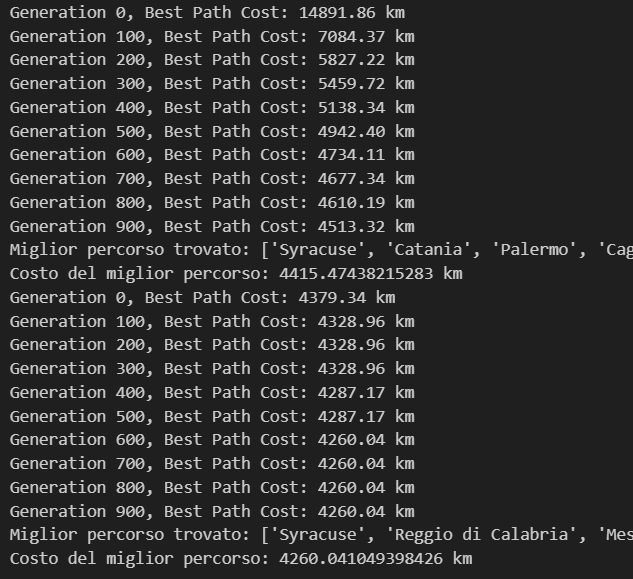 Generation 0, Best Path Cost: 14891.86 km
Generation 100, Best Path Cost: 7084.37 km
Generation 200, Best Path Cost: 5827.22 km
Generation 300, Best Path Cost: 5459.72 km
Generation 400, Best Path Cost: 5138.34 km
Generation 500, Best Path Cost: 4942.40 km
Generation 600, Best Path Cost: 4734.11 km
Generation 700, Best Path Cost: 4677.34 km
Generation 800, Best Path Cost: 4610.19 km
Generation 900, Best Path Cost: 4513.32 km
Miglior percorso trovato: ['Syracuse', 'Catania', 'Palermo', 'Cag
Costo del miglior percorso: 4415.47438215283 km
Generation 0, Best Path Cost: 4379.34 km
Generation 100, Best Path Cost: 4328.96 km
Generation 200, Best Path Cost: 4328.96 km
Generation 300, Best Path Cost: 4328.96 km
Generation 400, Best Path Cost: 4287.17 km
Generation 500, Best Path Cost: 4287.17 km
Generation 600, Best Path Cost: 4260.04 km
Generation 700, Best Path Cost: 4260.04 km
Generation 800, Best Path Cost: 4260.04 km
Generation 900, Best Path Cost: 4260.04 km
Miglior percorso trovato: ['Syracuse', 'Reggio di Calabria', 'Mes
Costo del miglior percorso: 4260.041049398426 km